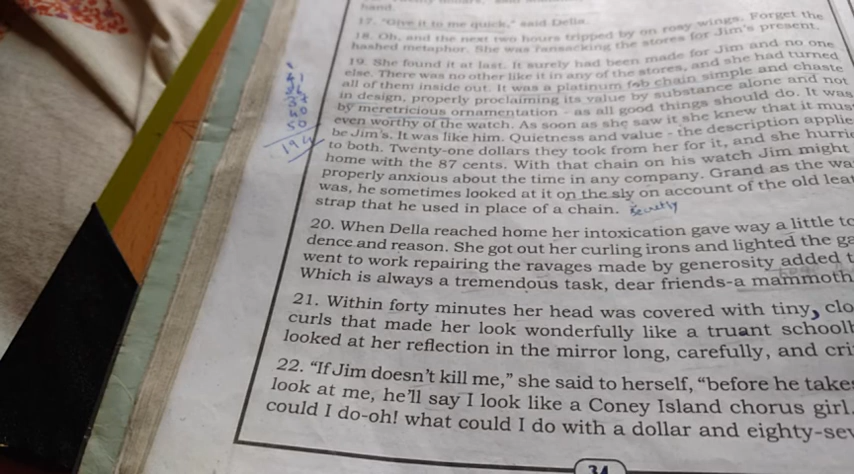 hand.
17. "Give it to me quick," said Della.
18. Oh, and the next two hours tripped by on rosy wings. Forget the
hashed metaphor. She was ransacking the stores for Jim's present.
19. She found it at last. It surely had been made for Jim and no one
else. There was no other like it in any of the stores, and she had turned
all of them inside out. It was a platinum fob chain simple and chaste
in design, properly proclaiming its value by substance alone and not
by meretricious ornamentation - as all good things should do. It was
even worthy of the watch. As soon as she saw it she knew that it mus
be Jim's. It was like him. Quietness and value - the description applie
to both. Twenty-one dollars they took from her for it, and she hurrie
home with the 87 cents. With that chain on his watch Jim might
properly anxious about the time in any company. Grand as the wa
was, he sometimes looked at it on the sly on account of the old leat
strap that he used in place of a chain. secretly
20. When Della reached home her intoxication gave way a little to
dence and reason. She got out her curling irons and lighted the ga
went to work repairing the ravages made by generosity added t
Which is always a tremendous task, dear friends-a mammoth
21. Within forty minutes her head was covered with tiny, clo
curls that made her look wonderfully like a truant schoolb
looked at her reflection in the mirror long, carefully, and cri
22. "If Jim doesn't kill me," she said to herself, "before he takes
look at me, he'll say I look like a Coney Island chorus girl.
could I do-oh! what could I do with a dollar and eighty-sev
34